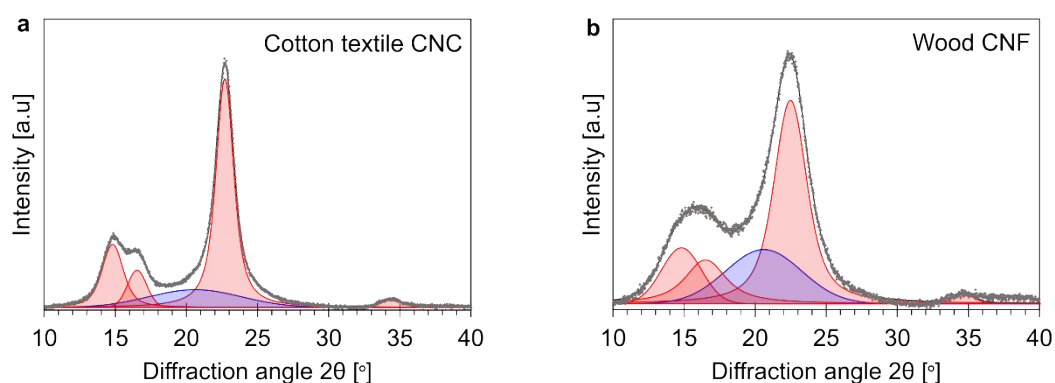 a
Cotton textile CNC
Intensity [a.u]
10 15 20 25 30 35 40
Diffraction angle 2θ [°]
b
Wood CNF
Intensity [a.u]
10 15 20 25 30 35 40
Diffraction angle 2θ [°]